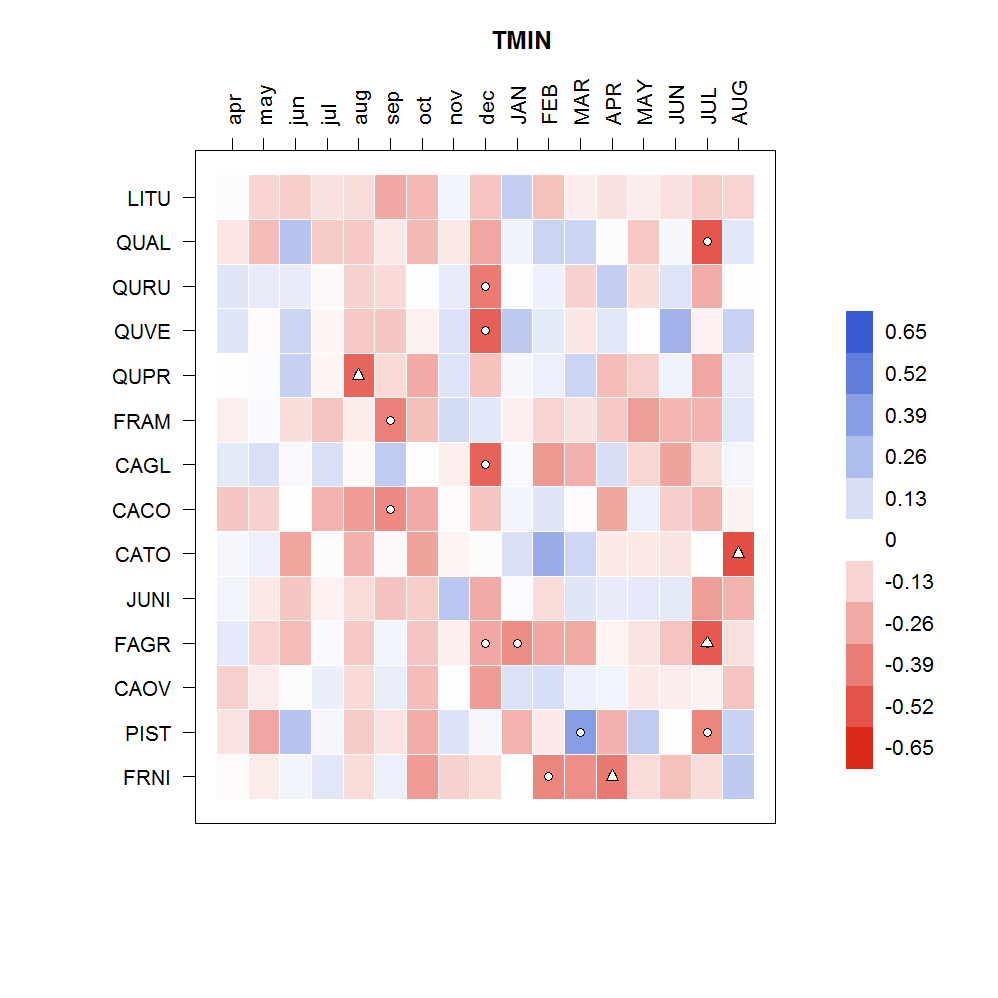 TMIN
apr may jun jul aug sep oct nov dec JAN FEB MAR APR MAY JUN JUL AUG
LITU
QUAL
QURU
QUVE
QUPR
FRAM
CAGL
CACO
CATO
JUNI
FAGR
CAOV
PIST
FRNI
0.65
0.52
0.39
0.26
0.13
0
-0.13
-0.26
-0.39
-0.52
-0.65